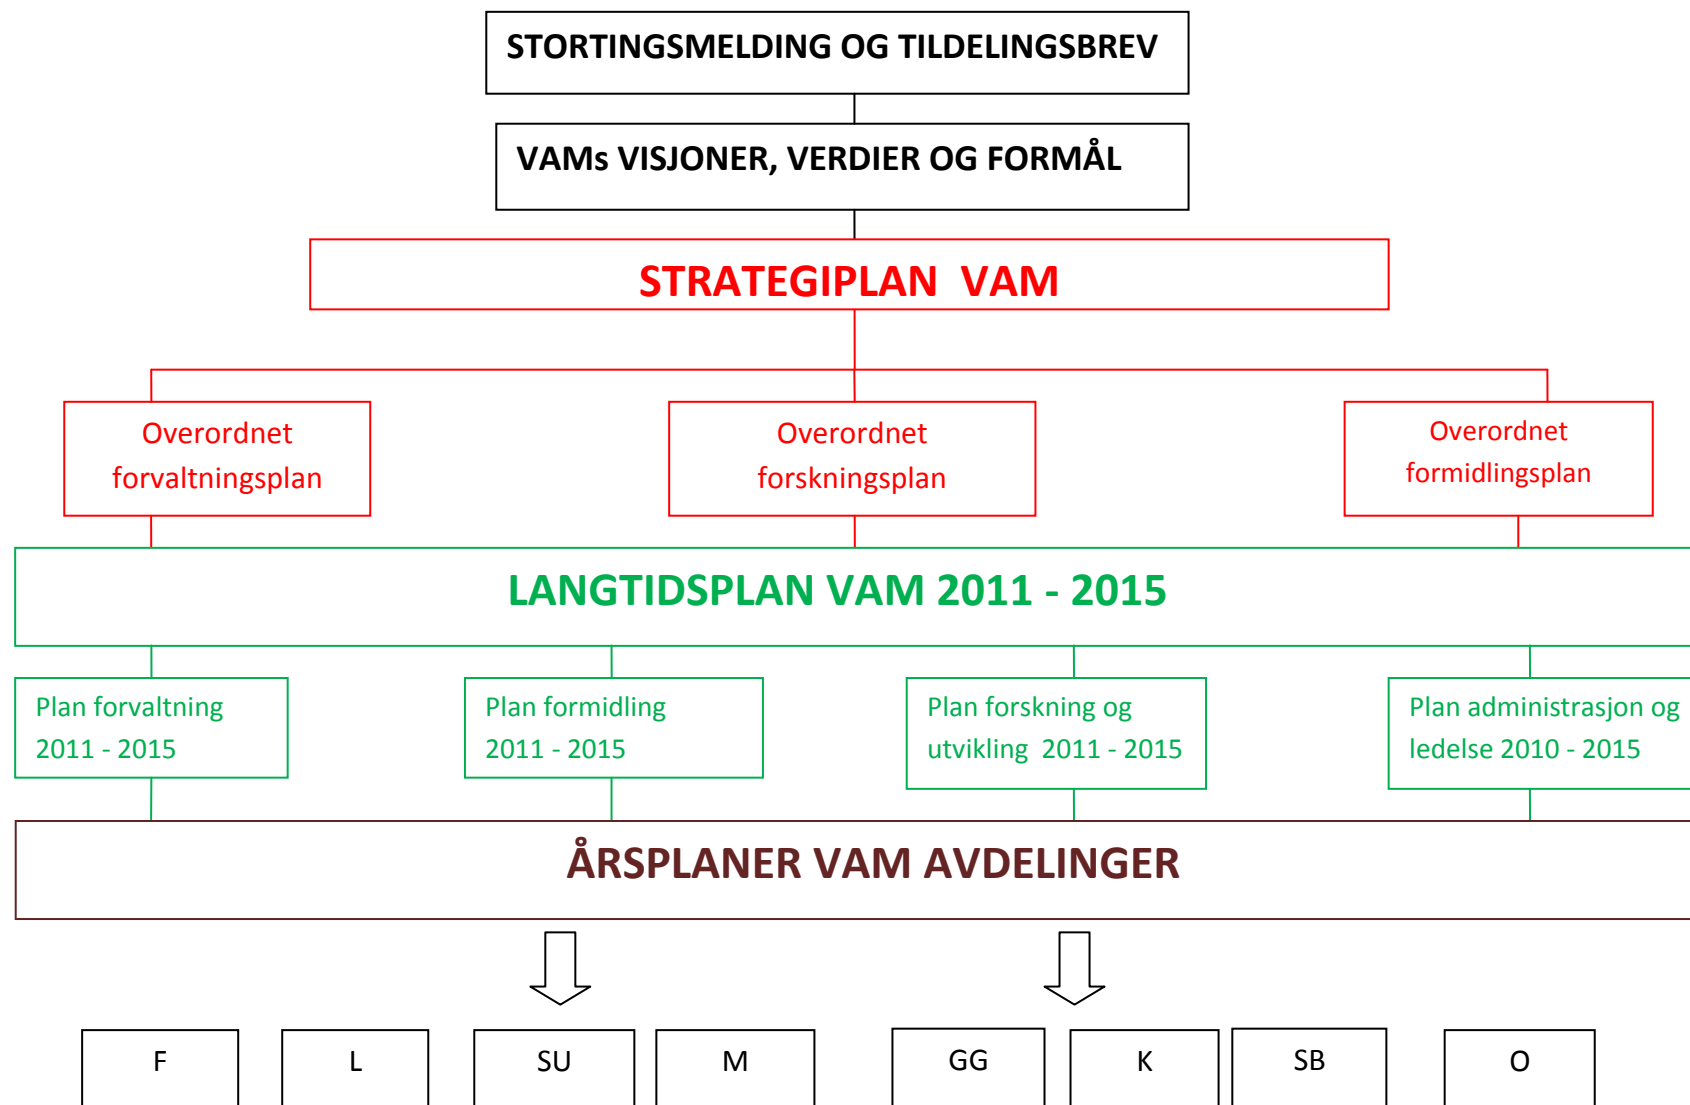 STORTINGSMELDING OG TILDELINGSBREV
VAMs VISJONER, VERDIER OG FORMÅL
STRATEGIPLAN VAM
Overordnet
forvaltningsplan
Overordnet
forskningsplan
Overordnet
formidlingsplan
LANGTIDSPLAN VAM 2011 - 2015
Plan forvaltning
2011 - 2015
Plan formidling
2011 - 2015
Plan forskning og
utvikling 2011 - 2015
Plan administrasjon og
ledelse 2010 - 2015
ÅRSPLANER VAM AVDELINGER
F
L
SU
M
GG
K
SB
O